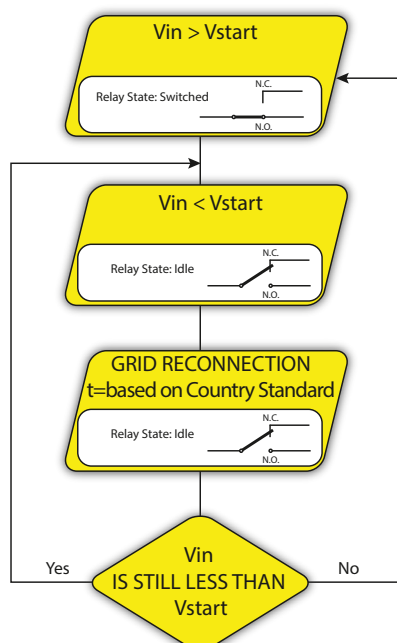 Vin > Vstart
N.C.
Relay State: Switched
N.O.
Vin < Vstart
N.C.
Relay State: Idle
N.O.
GRID RECONNECTION
t=based on Country Standard
N.C.
Relay State: Idle
N.O.
Yes
Vin
IS STILL LESS THAN
Vstart
No